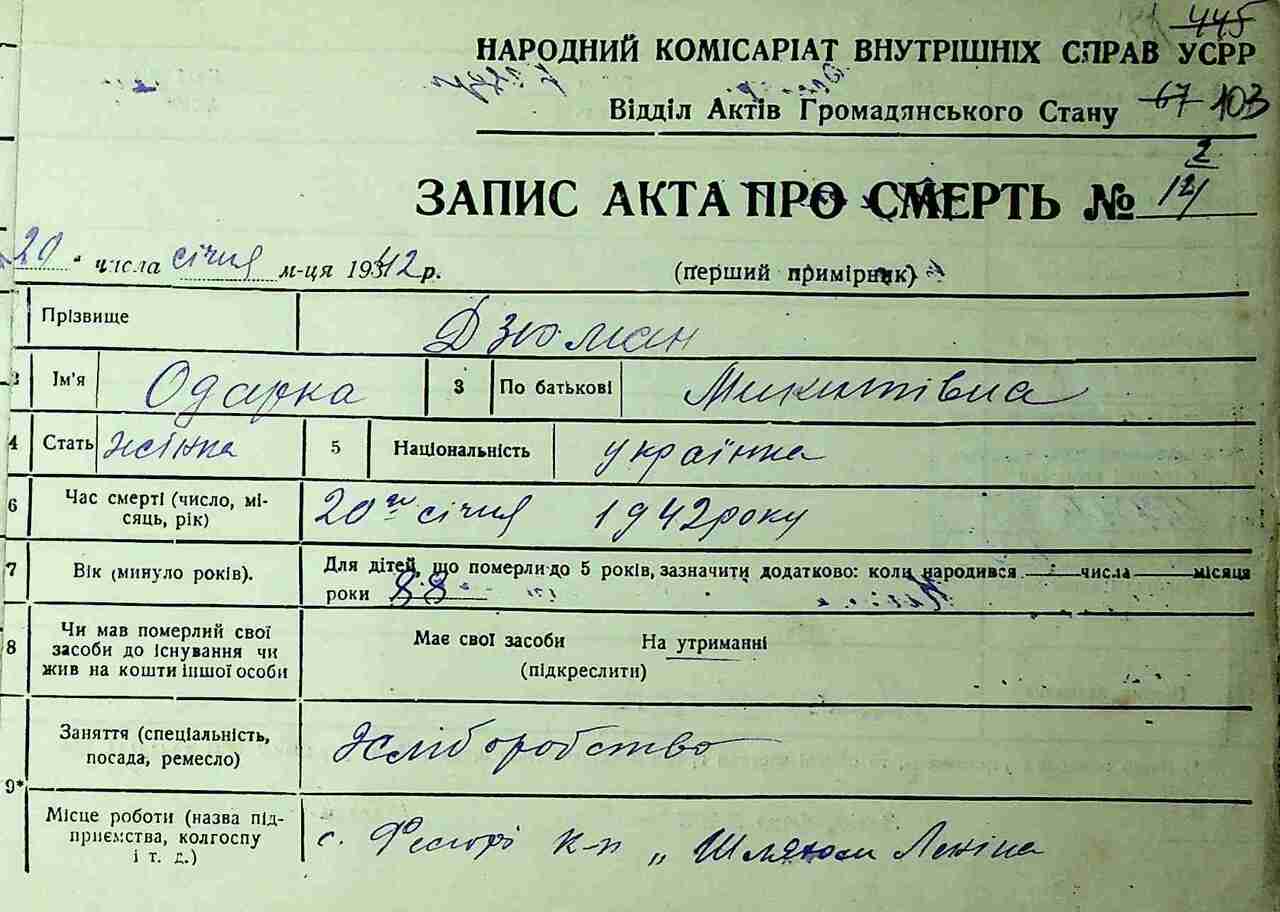 445
НАРОДНИЙ КОМІСАРІАТ ВНУТРІШНІХ СПРАВ УСРР
Відділ Актів Громадянського Стану 67 103
ЗАПИС АКТА ПРО СМЕРТЬ № 2/121
20 " числа січня м-ця 1942 р. (перший примірник)
Прізвище Дзюман
2 Ім'я Одарка 3 По батькові Микитівна
4 Стать жінка 5 Національність українка
6 Час смерті (число, мі-
сяць, рік) 20го січня 1942 року
7 Вік (минуло років). Для дітей, що померли до 5 років, зазначити додатково: коли народився числа місяця
роки 88
8 Чи мав померлий свої
засоби до існування чи
жив на кошти іншої особи
Має свої засоби На утриманні
(підкреслити)
Заняття (спеціальність,
посада, ремесло) Хліборобство
9*
Місце роботи (назва під-
приємства, колгоспу
і т. д.) с. к-п „ Шляхом Леніна